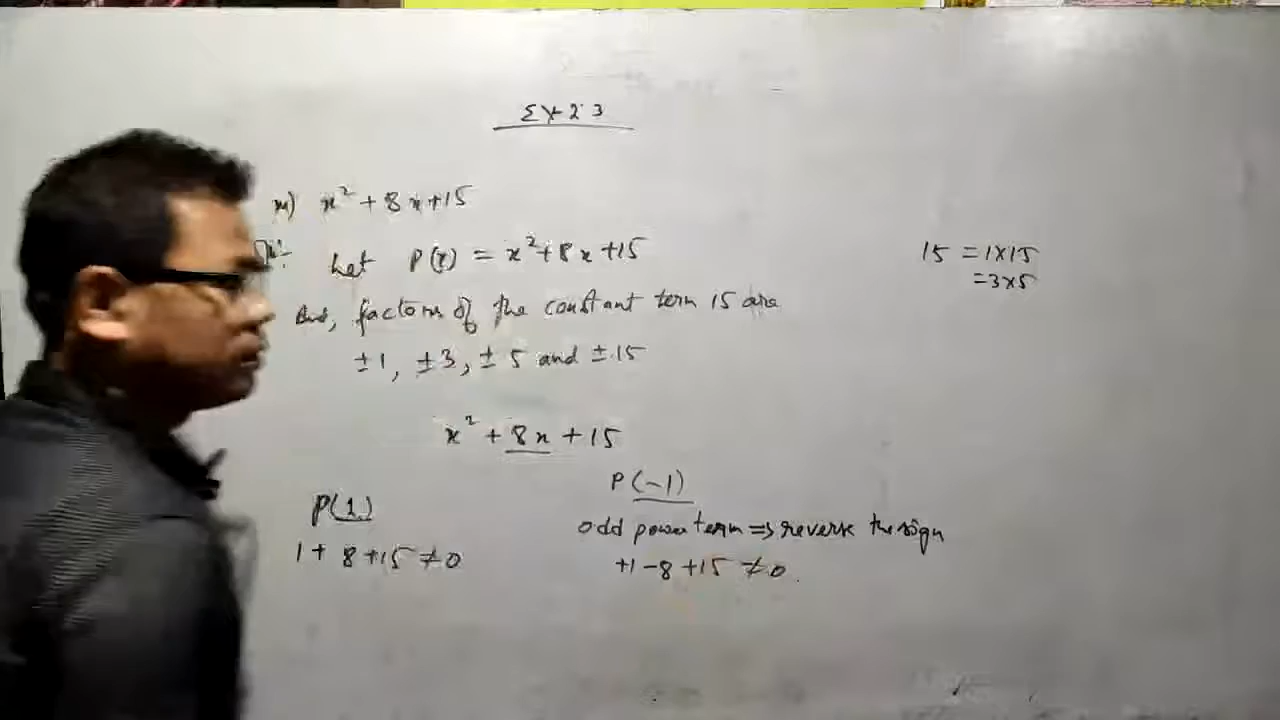 Ex 2.3
x² + 8x + 15
Let P(x) = x² + 8x + 15
15 = 1 × 15
= 3 × 5
factors of the constant term 15 are
±1, ±3, ±5 and ±15
x² + 8x + 15
P(1)
P(-1)
odd power term ⇒ reverse the sign
1 + 8 + 15 ≠ 0
+1 - 8 + 15 ≠ 0